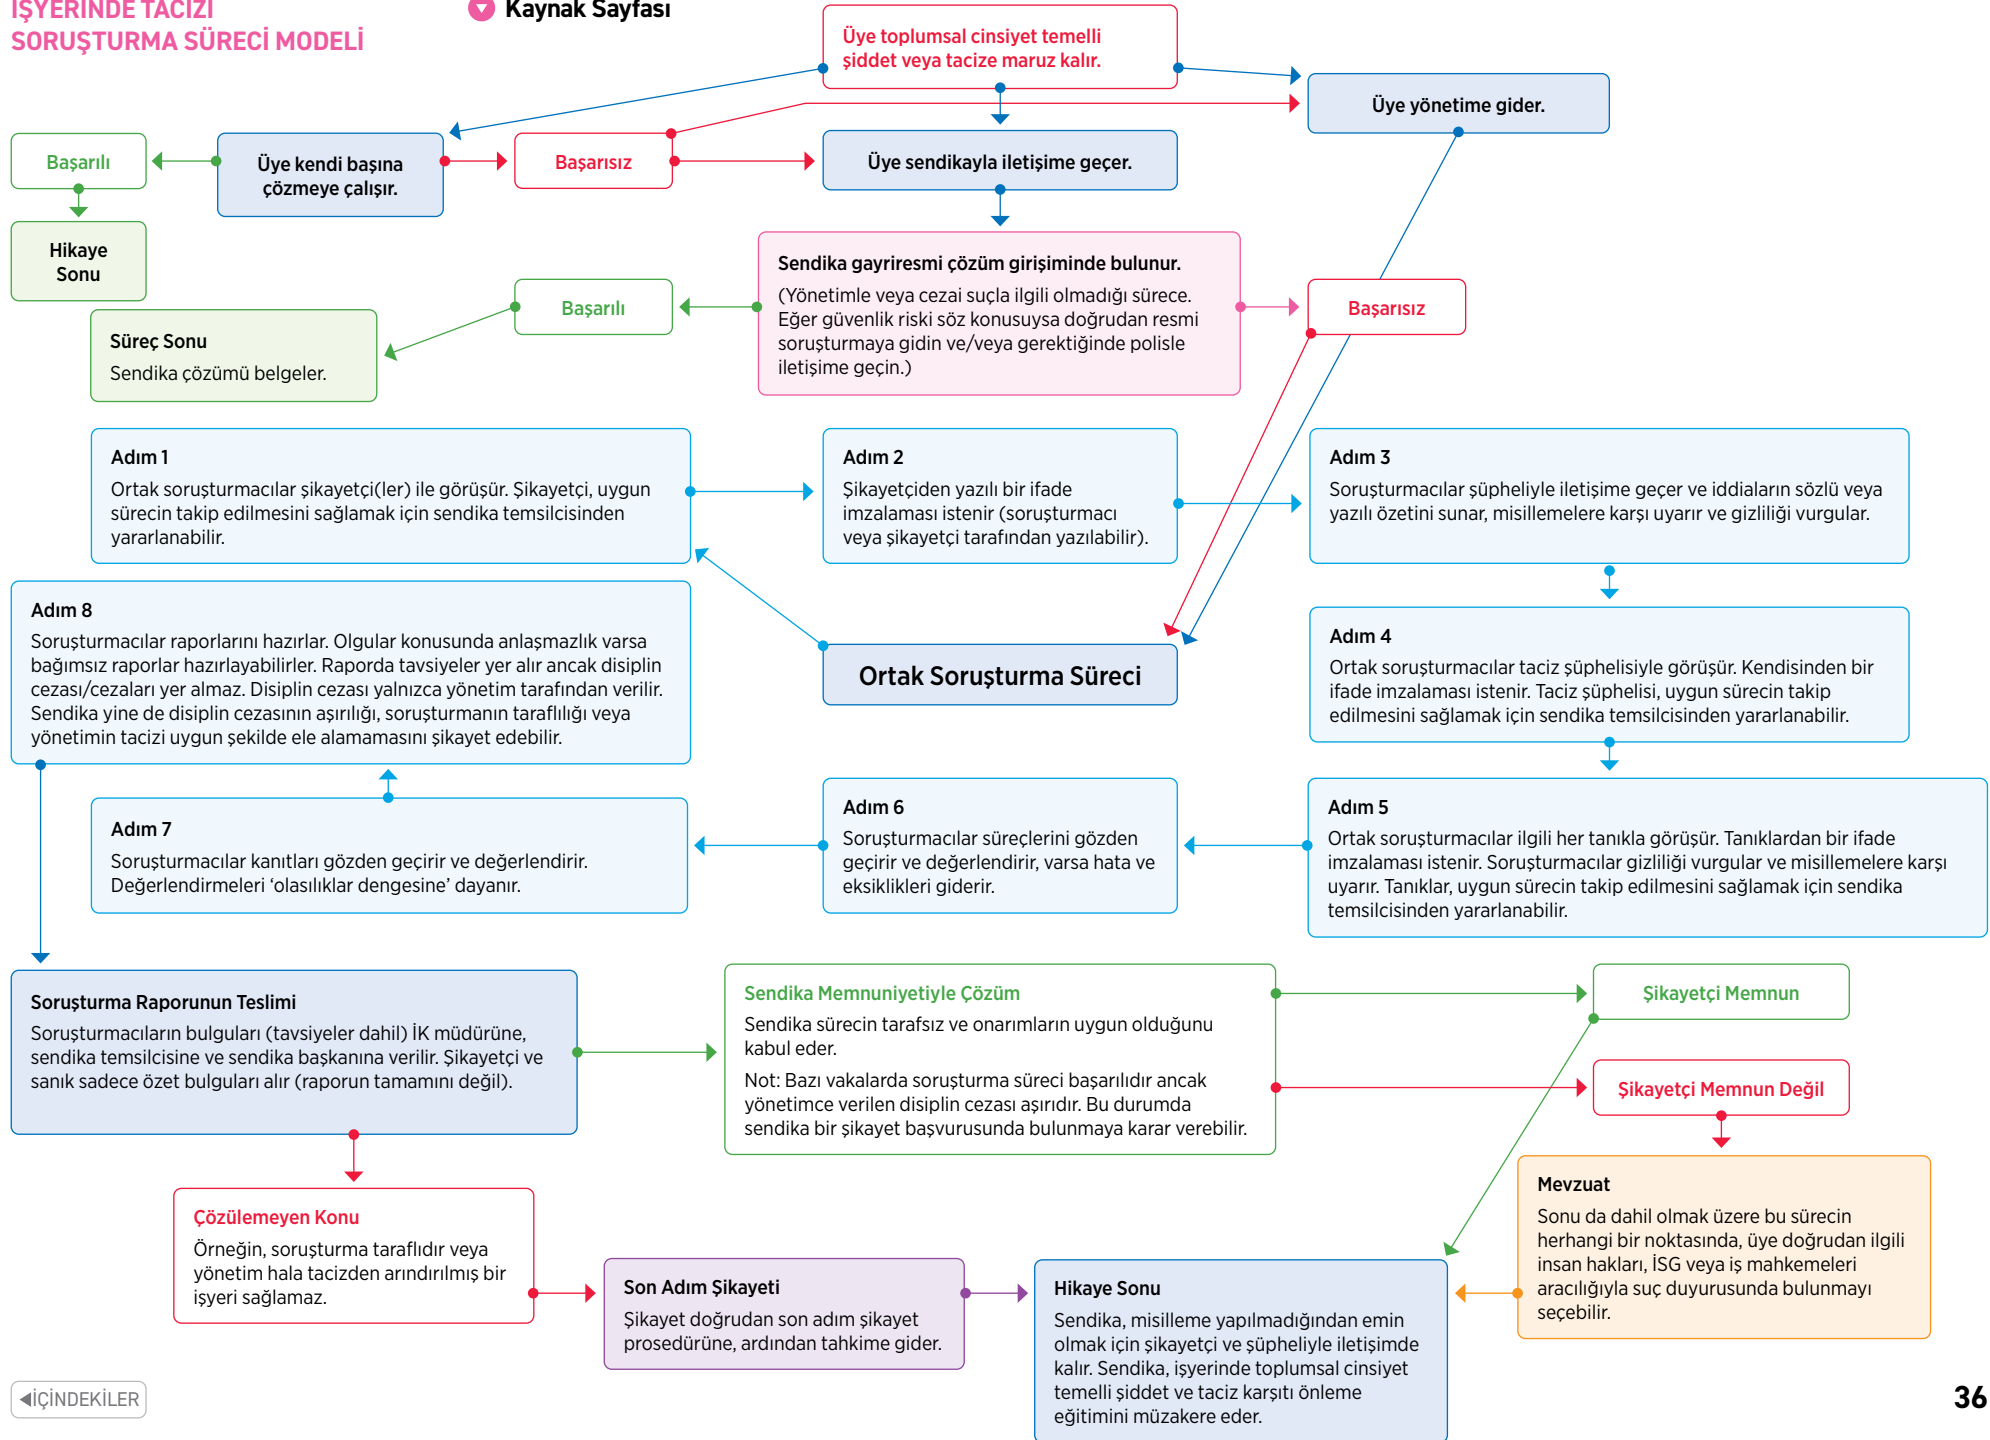 İŞYERİNDE TACİZİ
SORUŞTURMA SÜRECİ MODELİ
Kaynak Sayfası
Üye toplumsal cinsiyet temelli
şiddet veya tacize maruz kalır.
Üye yönetime gider.
Başarılı
Üye kendi başına
çözmeye çalışır.
Başarısız
Üye sendikayla iletişime geçer.
Hikaye
Sonu
Sendika gayriresmi çözüm girişiminde bulunur.
(Yönetimle veya cezai suçla ilgili olmadığı sürece.
Eğer güvenlik riski söz konusuysa doğrudan resmi
soruşturmaya gidin ve/veya gerektiğinde polisle
iletişime geçin.)
Başarılı
Başarısız
Süreç Sonu
Sendika çözümü belgeler.
Adım 1
Ortak soruşturmacılar şikayetçi(ler) ile görüşür. Şikayetçi, uygun
sürecin takip edilmesini sağlamak için sendika temsilcisinden
yararlanabilir.
Adım 2
Şikayetçiden yazılı bir ifade
imzalaması istenir (soruşturmacı
veya şikayetçi tarafından yazılabilir).
Adım 3
Soruşturmacılar şüpheliyle iletişime geçer ve iddiaların sözlü veya
yazılı özetini sunar, misillemelere karşı uyarır ve gizliliği vurgular.
Adım 8
Soruşturmacılar raporlarını hazırlar. Olgular konusunda anlaşmazlık varsa
bağımsız raporlar hazırlayabilirler. Raporda tavsiyeler yer alır ancak disiplin
cezası/cezaları yer almaz. Disiplin cezası yalnızca yönetim tarafından verilir.
Sendika yine de disiplin cezasının aşırılığı, soruşturmanın taraflılığı veya
yönetimin tacizi uygun şekilde ele alamamasını şikayet edebilir.
Ortak Soruşturma Süreci
Adım 4
Ortak soruşturmacılar taciz şüphelisiyle görüşür. Kendisinden bir
ifade imzalaması istenir. Taciz şüphelisi, uygun sürecin takip
edilmesini sağlamak için sendika temsilcisinden yararlanabilir.
Adım 7
Soruşturmacılar kanıtları gözden geçirir ve değerlendirir.
Değerlendirmeleri ‘olasılıklar dengesine’ dayanır.
Adım 6
Soruşturmacılar süreçlerini gözden
geçirir ve değerlendirir, varsa hata ve
eksiklikleri giderir.
Adım 5
Ortak soruşturmacılar ilgili her tanıkla görüşür. Tanıklardan bir ifade
imzalaması istenir. Soruşturmacılar gizliliği vurgular ve misillemelere karşı
uyarır. Tanıklar, uygun sürecin takip edilmesini sağlamak için sendika
temsilcisinden yararlanabilir.
Soruşturma Raporunun Teslimi
Soruşturmacıların bulguları (tavsiyeler dahil) İK müdürüne,
sendika temsilcisine ve sendika başkanına verilir. Şikayetçi ve
sanık sadece özet bulguları alır (raporun tamamını değil).
Sendika Memnuniyetiyle Çözüm
Sendika sürecin tarafsız ve onarımların uygun olduğunu
kabul eder.
Not: Bazı vakalarda soruşturma süreci başarılıdır ancak
yönetimce verilen disiplin cezası aşırıdır. Bu durumda
sendika bir şikayet başvurusunda bulunmaya karar verebilir.
Şikayetçi Memnun
Şikayetçi Memnun Değil
Çözülemeyen Konu
Örneğin, soruşturma taraflıdır veya
yönetim hala tacizden arındırılmış bir
işyeri sağlamaz.
Son Adım Şikayeti
Şikayet doğrudan son adım şikayet
prosedürüne, ardından tahkime gider.
Hikaye Sonu
Sendika, misilleme yapılmadığından emin
olmak için şikayetçi ve şüpheliyle iletişimde
kalır. Sendika, işyerinde toplumsal cinsiyet
temelli şiddet ve taciz karşıtı önleme
eğitimini müzakere eder.
Mevzuat
Sonu da dahil olmak üzere bu sürecin
herhangi bir noktasında, üye doğrudan ilgili
insan hakları, İSG veya iş mahkemeleri
aracılığıyla suç duyurusunda bulunmayı
seçebilir.
İÇİNDEKİLER
36